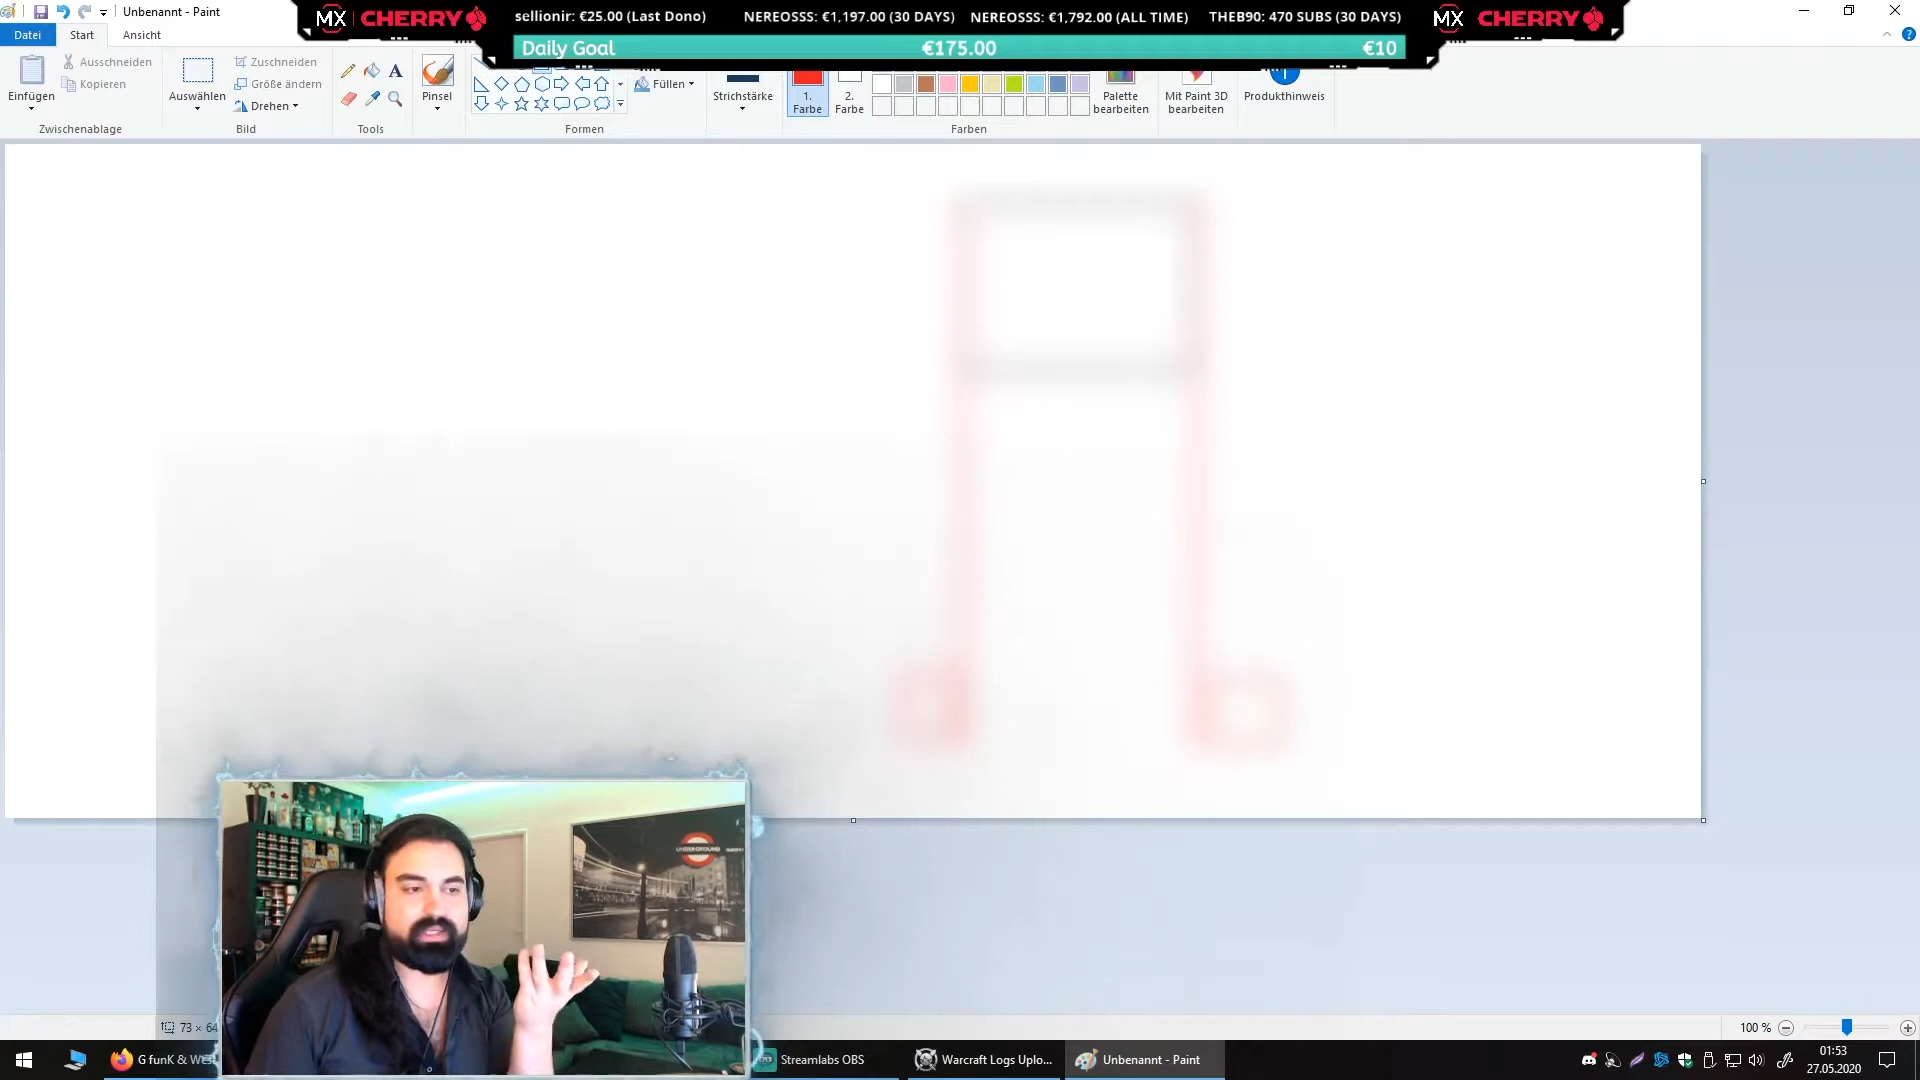 Unbenannt - Paint
MX CHERRY
sellionir: €25.00 (Last Dono)
NEREOSSS: €1,197.00 (30 DAYS)
NEREOSSS: €1,792.00 (ALL TIME)
THEB90: 470 SUBS (30 DAYS)
MX CHERRY
Daily Goal
€175.00
€10
Datei
Start
Ansicht
Einfügen
Ausschneiden
Kopieren
Zwischenablage
Auswählen
Zuschneiden
Größe ändern
Drehen
Bild
A
Tools
Pinsel
Füllen
Formen
Strichstärke
1.
Farbe
2.
Farbe
Farben
Palette
bearbeiten
Mit Paint 3D
bearbeiten
Produkthinweis
UNDERGROUND
73 × 64
100 %
G funK & WES
Streamlabs OBS
Warcraft Logs Uplo...
Unbenannt - Paint
01:53
27.05.2020